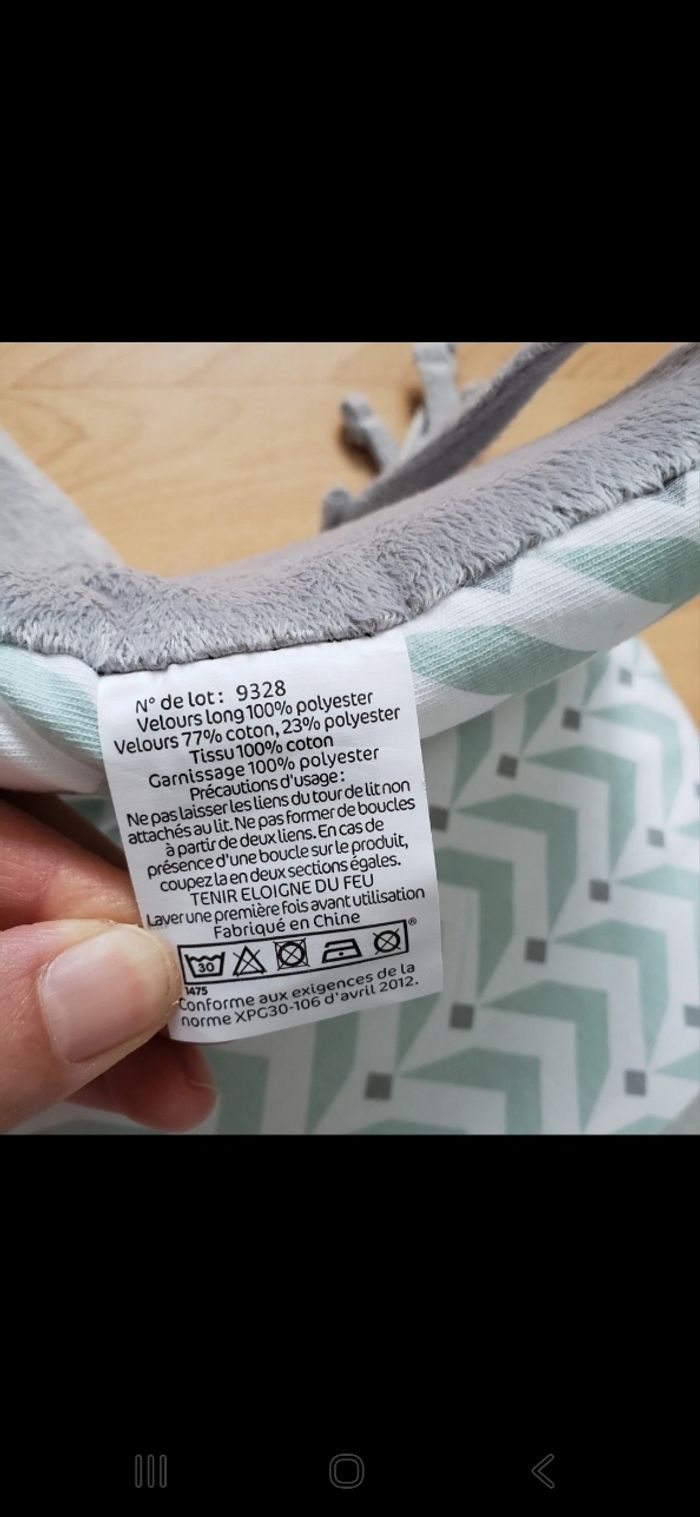 N° de lot : 9328
Velours long 100% polyester
Velours 77% coton, 23% polyester
Tissu 100% coton
Garnissage 100% polyester
Précautions d'usage :
Ne pas laisser les liens du tour de lit non
attachés au lit. Ne pas former de boucles
à partir de deux liens. En cas de
présence d'une boucle sur le produit,
coupez la en deux sections égales.
TENIR ELOIGNE DU FEU
Laver une première fois avant utilisation
Fabriqué en Chine
30 ®
1475
Conforme aux exigences de la
norme XPG30-106 d'avril 2012.